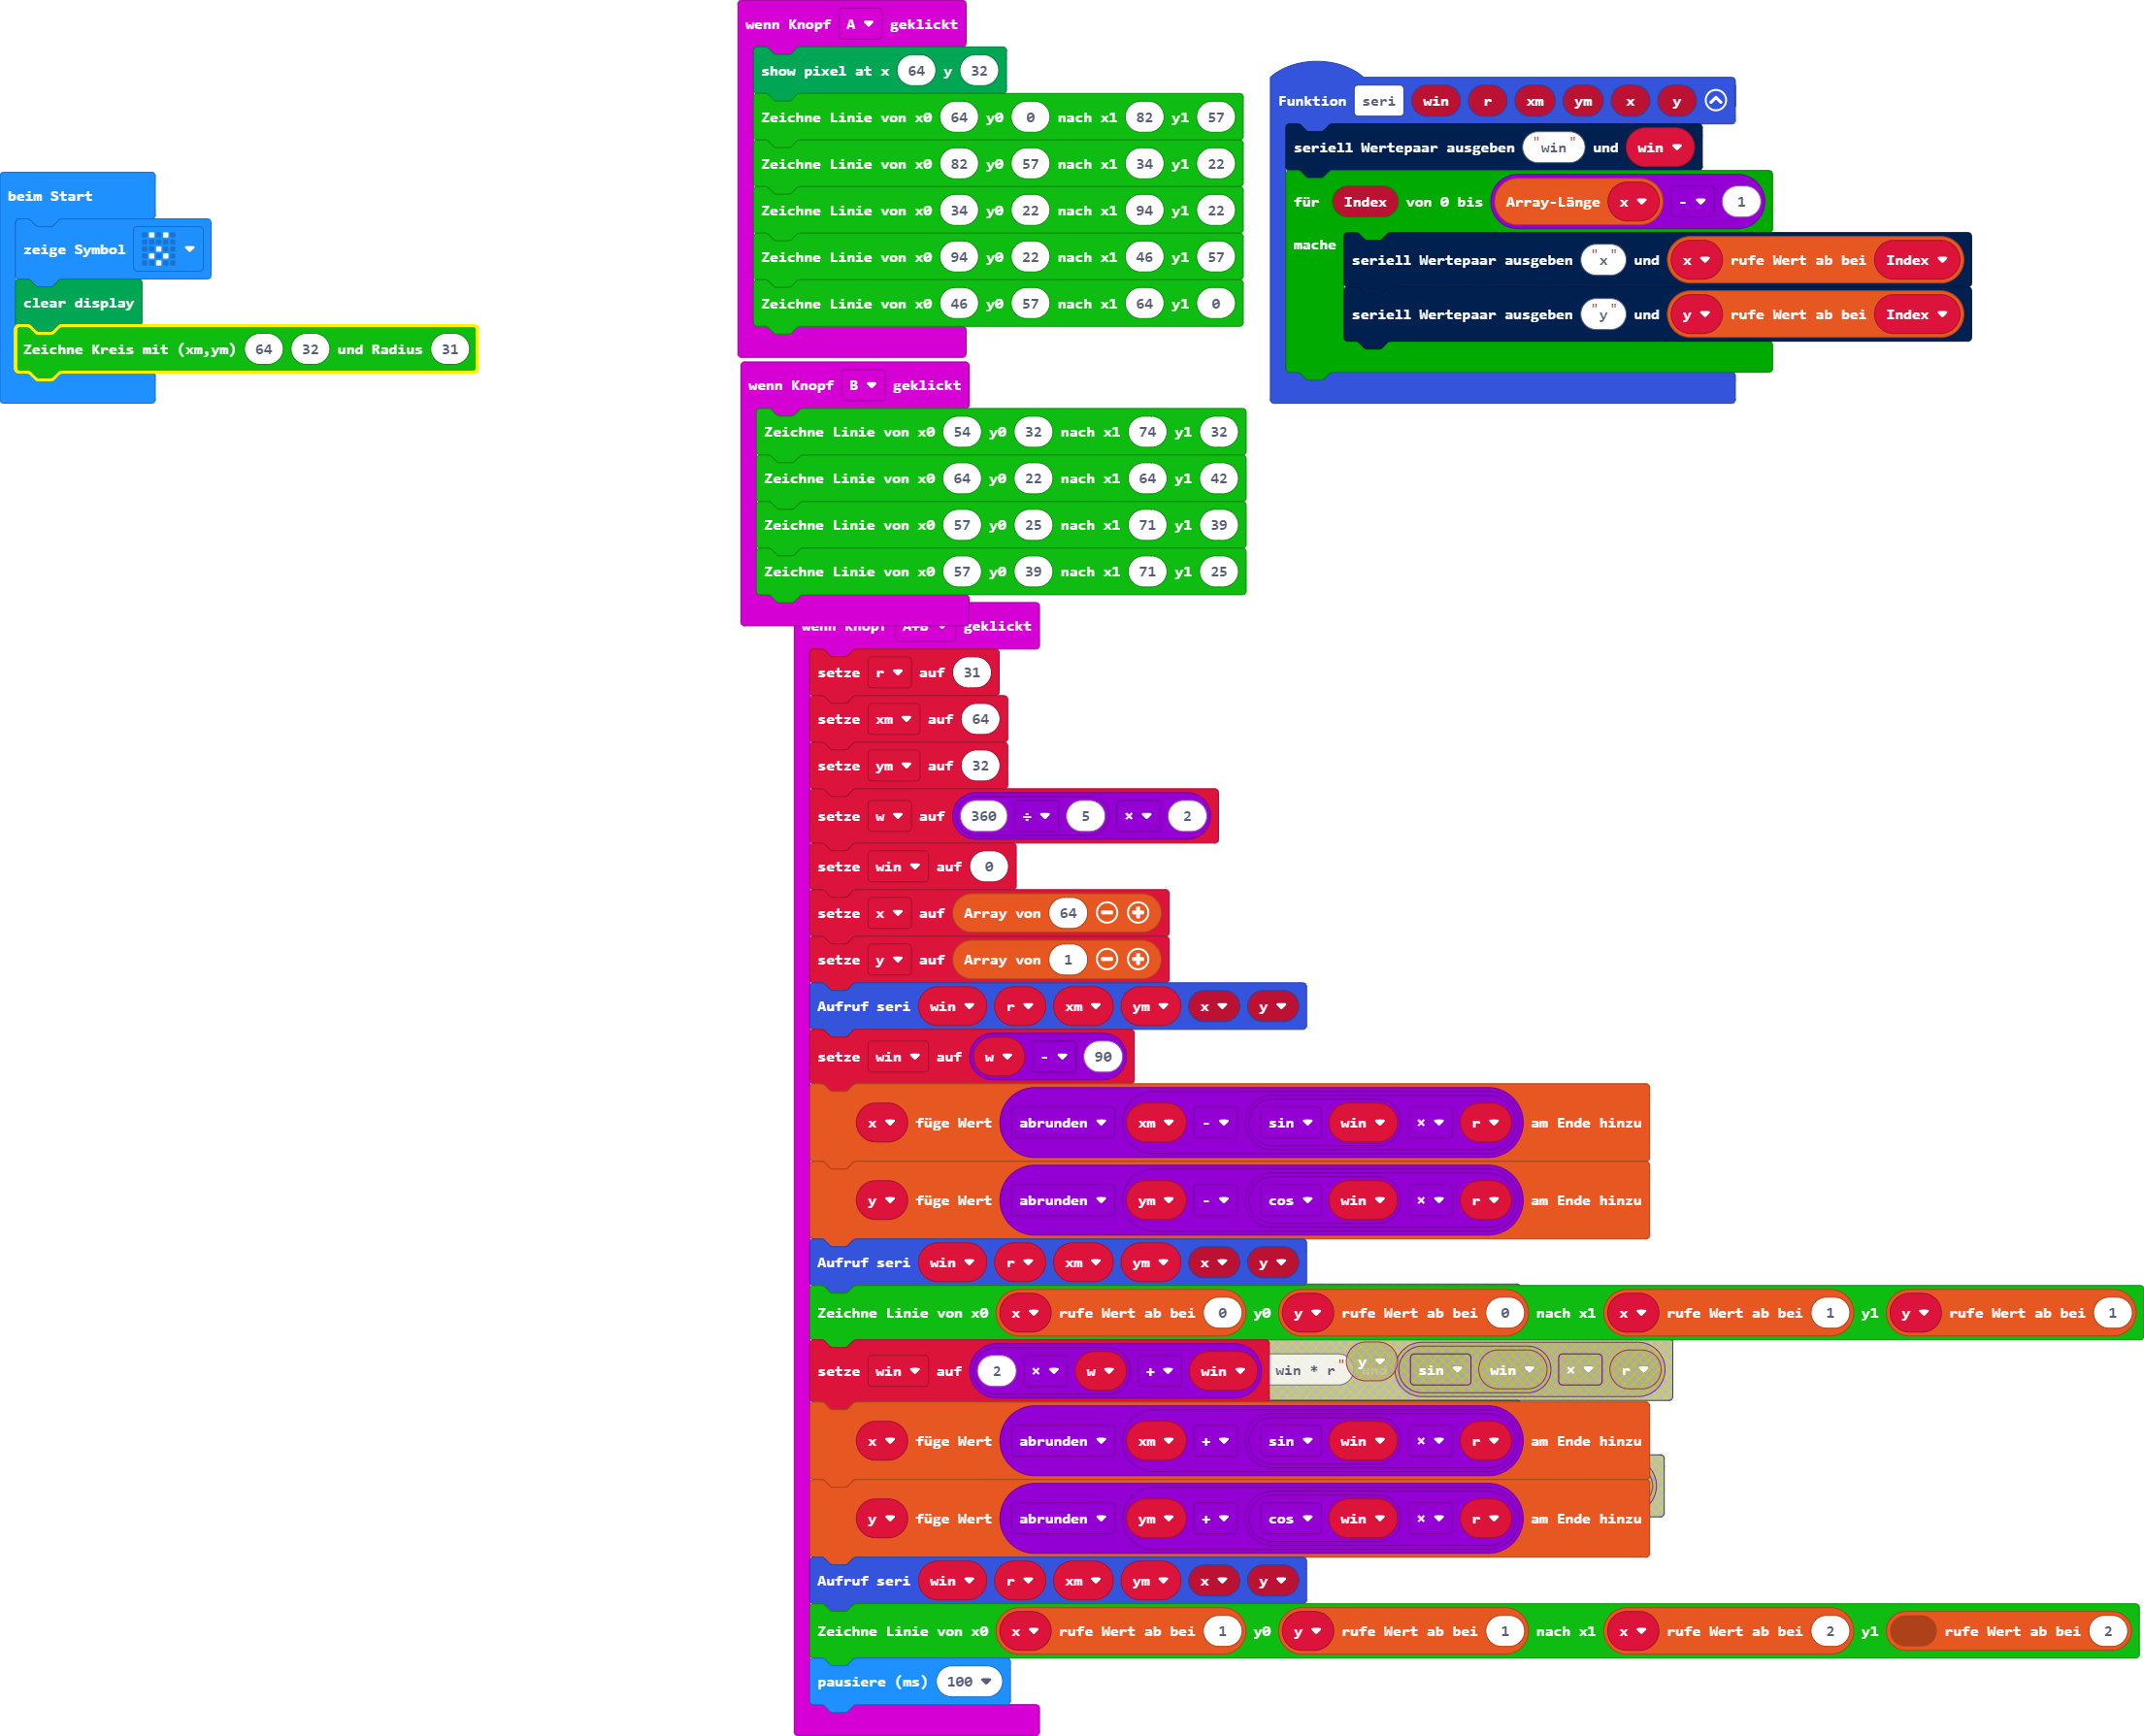 beim Start
zeige Symbol
clear display
Zeichne Kreis mit (xm,ym) 64 32 und Radius 31
wenn Knopf A geklickt
show pixel at x 64 y 32
Zeichne Linie von x0 64 y0 0 nach x1 82 y1 57
Zeichne Linie von x0 82 y0 57 nach x1 34 y1 22
Zeichne Linie von x0 34 y0 22 nach x1 94 y1 22
Zeichne Linie von x0 94 y0 22 nach x1 46 y1 57
Zeichne Linie von x0 46 y0 57 nach x1 64 y1 0
wenn Knopf B geklickt
Zeichne Linie von x0 54 y0 32 nach x1 74 y1 32
Zeichne Linie von x0 64 y0 22 nach x1 64 y1 42
Zeichne Linie von x0 57 y0 25 nach x1 71 y1 39
Zeichne Linie von x0 57 y0 39 nach x1 71 y1 25
Funktion seri win r xm ym x y
seriell Wertepaar ausgeben "win" und win
für Index von 0 bis Array-Länge x - 1
mache
seriell Wertepaar ausgeben "x" und x rufe Wert ab bei Index
seriell Wertepaar ausgeben "y" und y rufe Wert ab bei Index
wenn Knopf A+B geklickt
setze r auf 31
setze xm auf 64
setze ym auf 32
setze w auf 360 ÷ 5 × 2
setze win auf 0
setze x auf Array von 64
setze y auf Array von 1
Aufruf seri win r xm ym x y
setze win auf w - 90
x füge Wert abrunden xm - sin win × r am Ende hinzu
y füge Wert abrunden ym - cos win × r am Ende hinzu
Aufruf seri win r xm ym x y
Zeichne Linie von x0 x rufe Wert ab bei 0 y0 y rufe Wert ab bei 0 nach x1 x rufe Wert ab bei 1 y1 y rufe Wert ab bei 1
setze win auf 2 × w + win
win * r" y sin win × r
x füge Wert abrunden xm + sin win × r am Ende hinzu
y füge Wert abrunden ym + cos win × r am Ende hinzu
Aufruf seri win r xm ym x y
Zeichne Linie von x0 x rufe Wert ab bei 1 y0 y rufe Wert ab bei 1 nach x1 x rufe Wert ab bei 2 y1 rufe Wert ab bei 2
pausiere (ms) 100